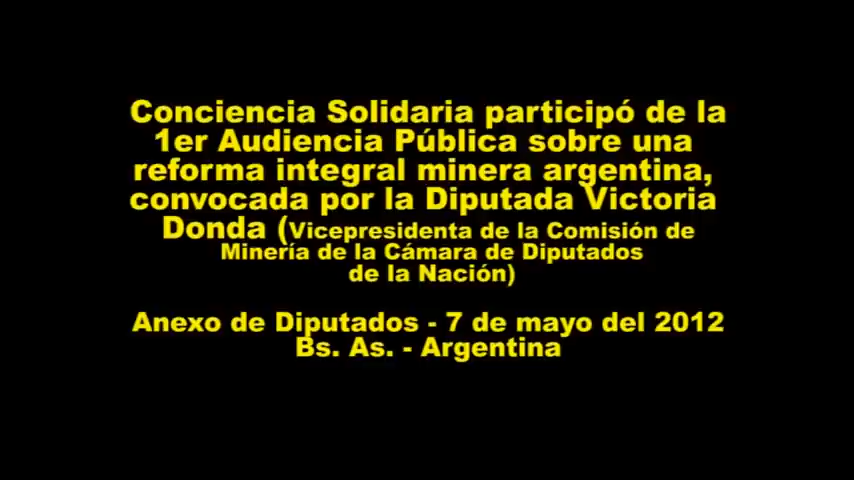 Conciencia Solidaria participó de la
1er Audiencia Pública sobre una
reforma integral minera argentina,
convocada por la Diputada Victoria
Donda (Vicepresidenta de la Comisión de
Minería de la Cámara de Diputados
de la Nación)
Anexo de Diputados - 7 de mayo del 2012
Bs. As. - Argentina